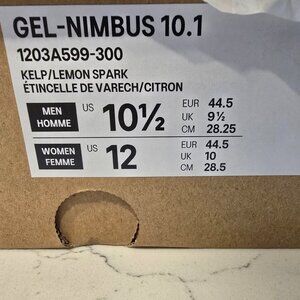 GEL-NIMBUS 10.1
1203A599-300
KELP/LEMON SPARK
ÉTINCELLE DE VARECH/CITRON
MEN HOMME US 10½ EUR 44.5
UK 9½
CM 28.25
WOMEN FEMME US 12 EUR 44.5
UK 10
CM 28.5